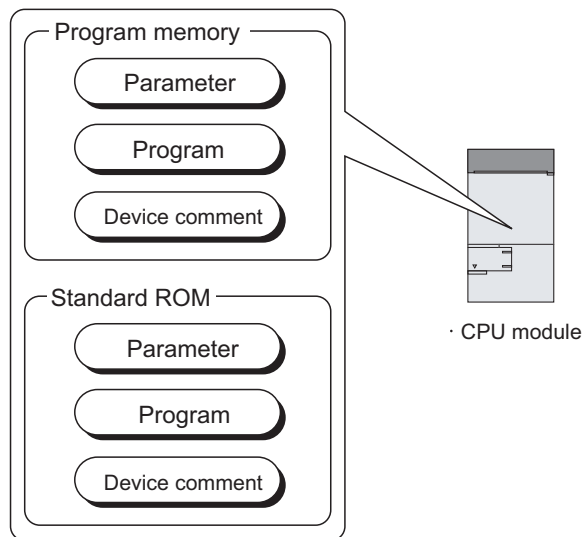 Program memory
Parameter
Program
Device comment
Standard ROM
Parameter
Program
Device comment
· CPU module